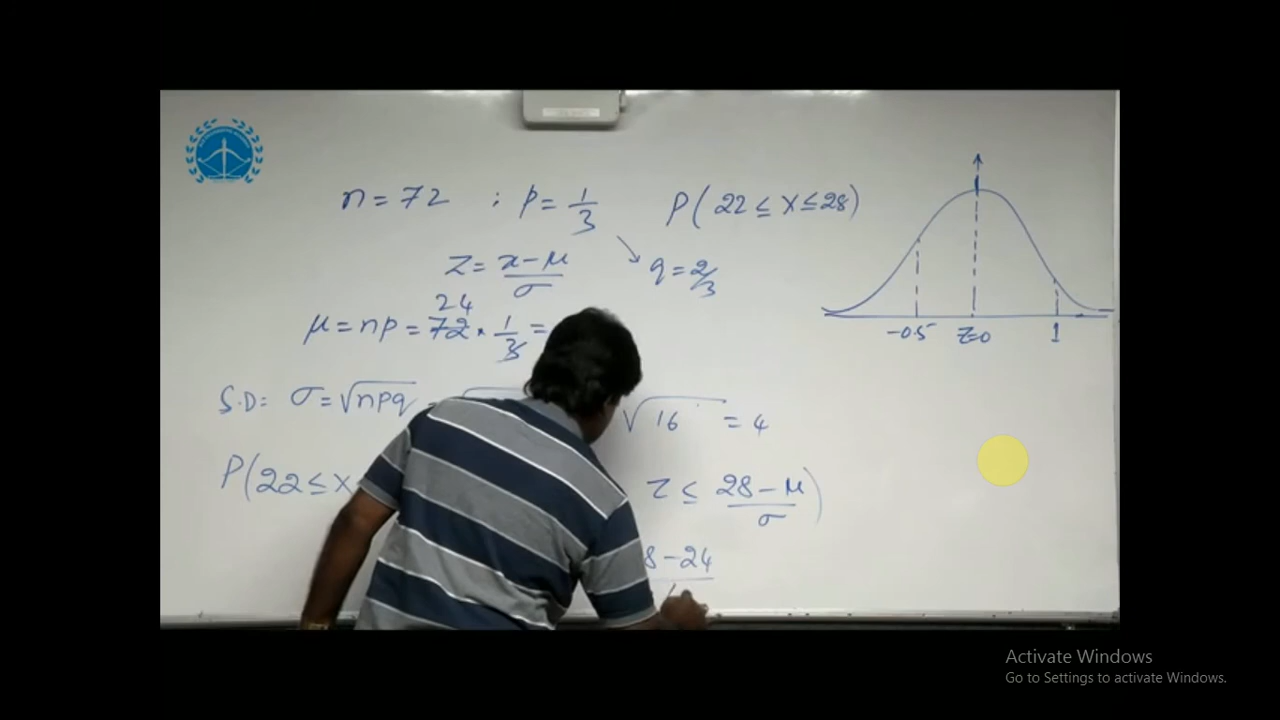 n = 72 ; p = 1/3 P( 22 ≤ x ≤ 28)
z = x - μ / σ q = 2/3
24
μ = np = 72 × 1/3 =
S.D = σ = √npq = √16 = 4
P(22 ≤ x z ≤ 28 - μ / σ )
8 - 24
-0.5 z=0 1
Activate Windows
Go to Settings to activate Windows.